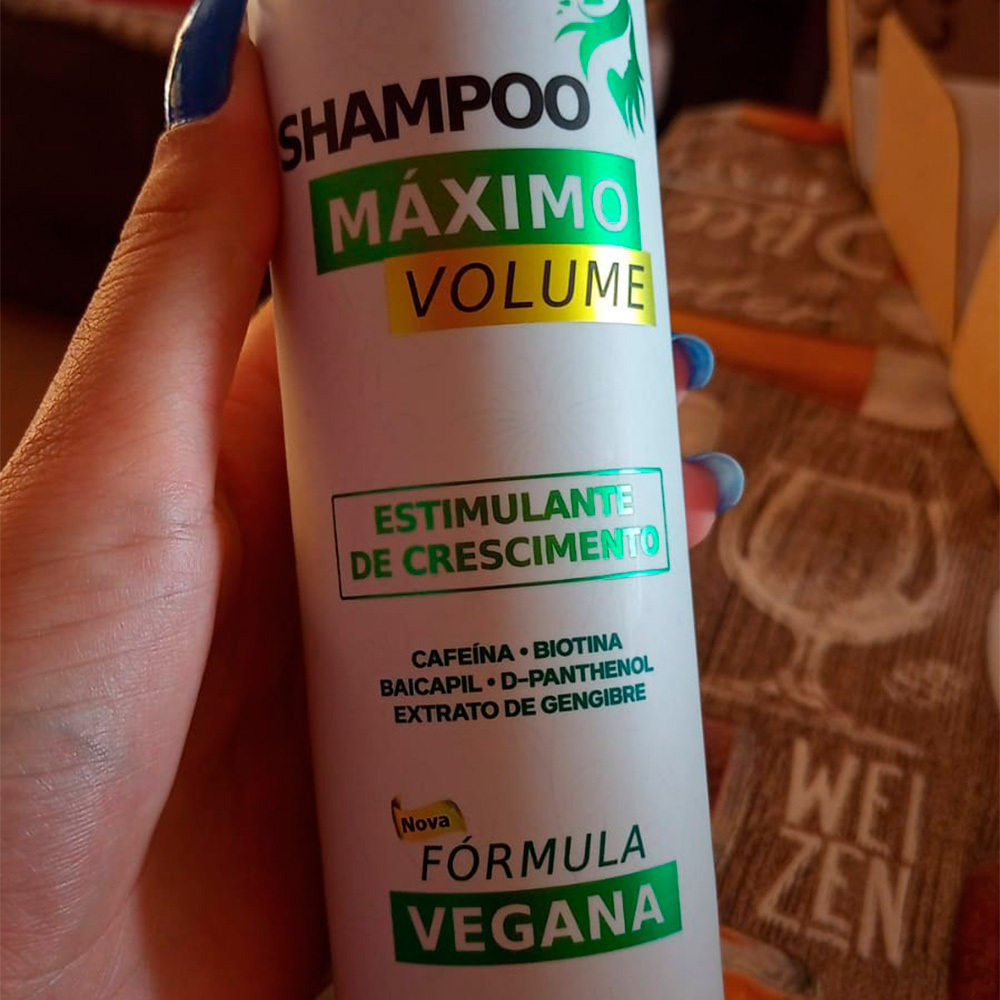 SHAMPOO
MÁXIMO
VOLUME
ESTIMULANTE
DE CRESCIMENTO
CAFEÍNA • BIOTINA
BAICAPIL • D-PANTHENOL
EXTRATO DE GENGIBRE
Nova
FÓRMULA
VEGANA
WEI
ZEN